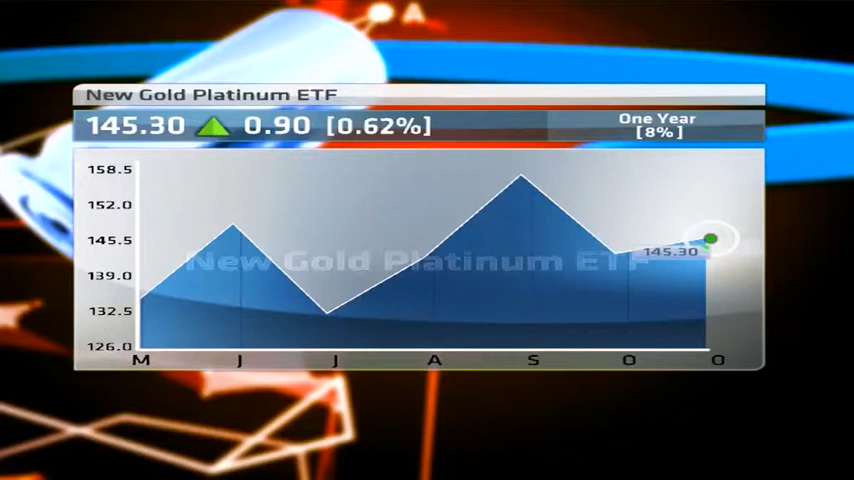 A
New Gold Platinum ETF
145.30 0.90 [0.62%]
One Year
[8%]
158.5
152.0
145.5
139.0
132.5
126.0
New Gold Platinum ETF
145.30
M J J A S O O